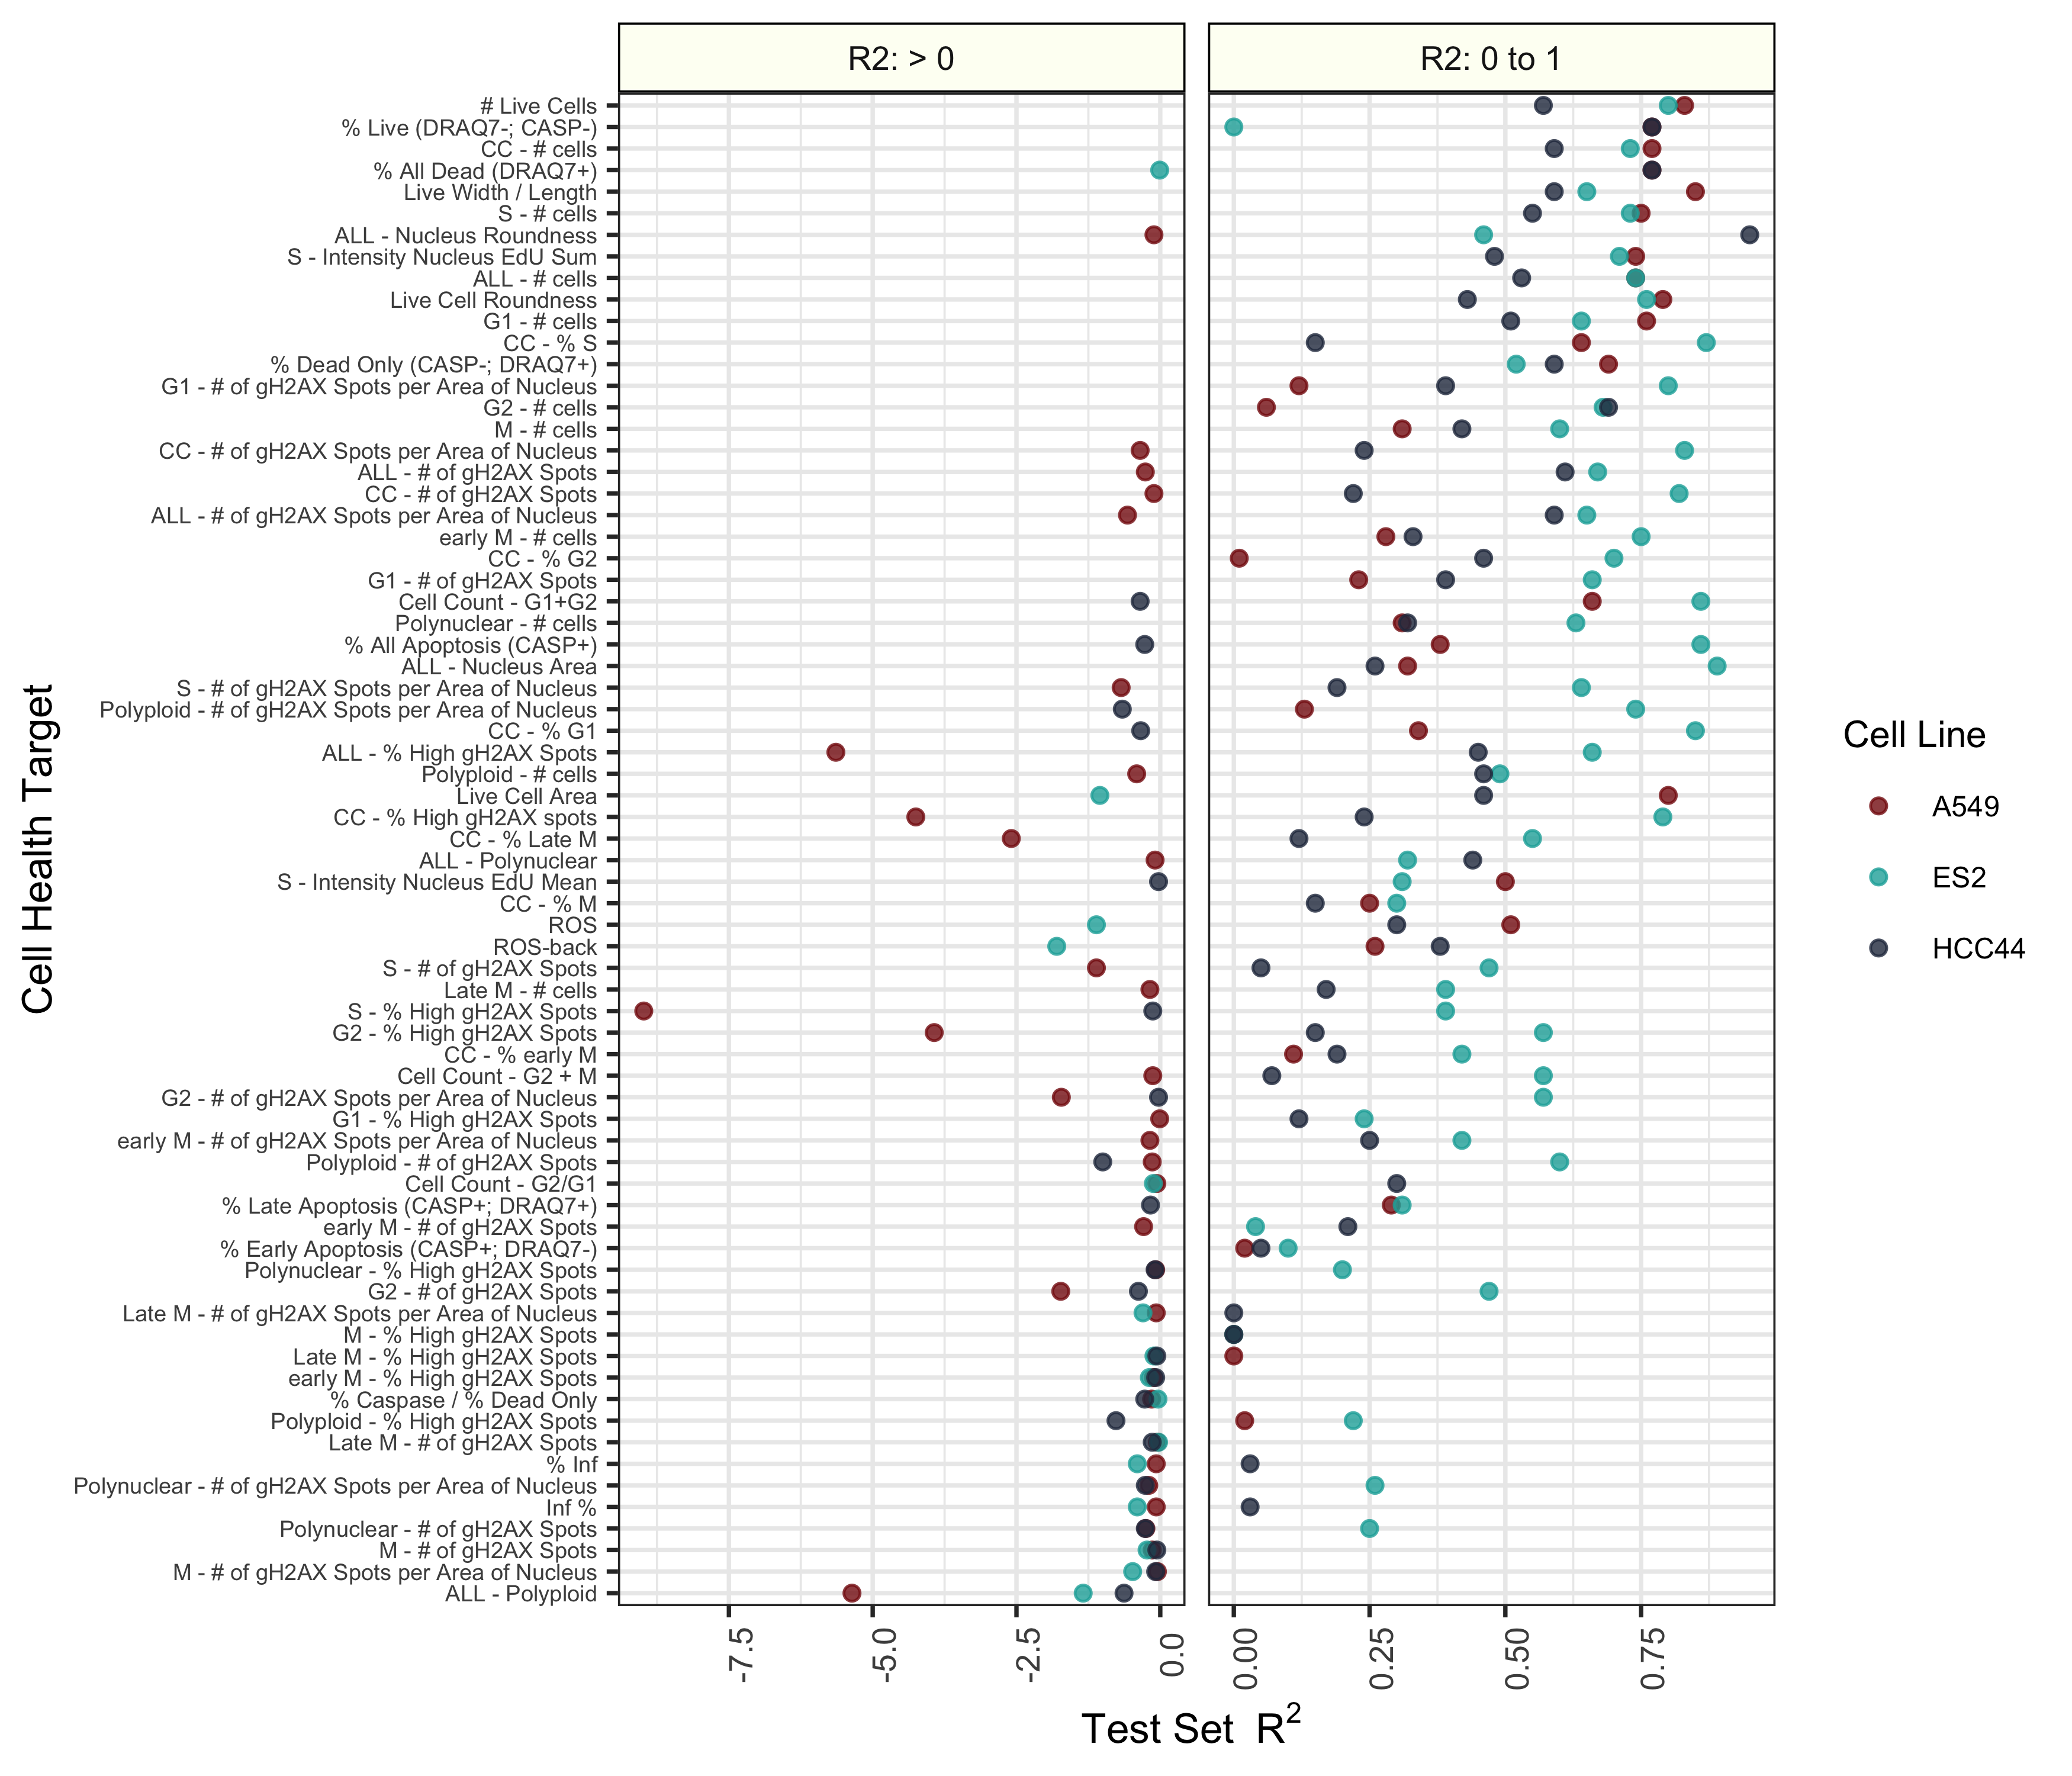 R2: > 0
R2: 0 to 1
# Live Cells
% Live (DRAQ7-; CASP-)
CC - # cells
% All Dead (DRAQ7+)
Live Width / Length
S - # cells
ALL - Nucleus Roundness
S - Intensity Nucleus EdU Sum
ALL - # cells
Live Cell Roundness
G1 - # cells
CC - % S
% Dead Only (CASP-; DRAQ7+)
G1 - # of gH2AX Spots per Area of Nucleus
G2 - # cells
M - # cells
CC - # of gH2AX Spots per Area of Nucleus
ALL - # of gH2AX Spots
CC - # of gH2AX Spots
ALL - # of gH2AX Spots per Area of Nucleus
early M - # cells
CC - % G2
G1 - # of gH2AX Spots
Cell Count - G1+G2
Polynuclear - # cells
% All Apoptosis (CASP+)
ALL - Nucleus Area
S - # of gH2AX Spots per Area of Nucleus
Polyploid - # of gH2AX Spots per Area of Nucleus
CC - % G1
ALL - % High gH2AX Spots
Polyploid - # cells
Live Cell Area
CC - % High gH2AX spots
CC - % Late M
ALL - Polynuclear
S - Intensity Nucleus EdU Mean
CC - % M
ROS
ROS-back
S - # of gH2AX Spots
Late M - # cells
S - % High gH2AX Spots
G2 - % High gH2AX Spots
CC - % early M
Cell Count - G2 + M
G2 - # of gH2AX Spots per Area of Nucleus
G1 - % High gH2AX Spots
early M - # of gH2AX Spots per Area of Nucleus
Polyploid - # of gH2AX Spots
Cell Count - G2/G1
% Late Apoptosis (CASP+; DRAQ7+)
early M - # of gH2AX Spots
% Early Apoptosis (CASP+; DRAQ7-)
Polynuclear - % High gH2AX Spots
G2 - # of gH2AX Spots
Late M - # of gH2AX Spots per Area of Nucleus
M - % High gH2AX Spots
Late M - % High gH2AX Spots
early M - % High gH2AX Spots
% Caspase / % Dead Only
Polyploid - % High gH2AX Spots
Late M - # of gH2AX Spots
% Inf
Polynuclear - # of gH2AX Spots per Area of Nucleus
Inf %
Polynuclear - # of gH2AX Spots
M - # of gH2AX Spots
M - # of gH2AX Spots per Area of Nucleus
ALL - Polyploid
Cell Health Target
-7.5
-5.0
-2.5
0.0
0.00
0.25
0.50
0.75
Test Set R²
Cell Line
A549
ES2
HCC44